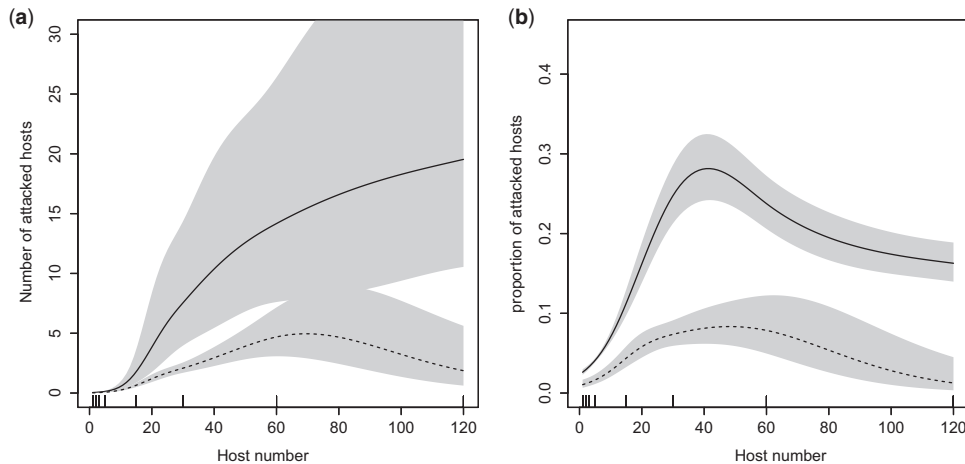 (a)
Number of attacked hosts
30
25
20
15
10
5
0
0 20 40 60 80 100 120
Host number
(b)
proportion of attacked hosts
0.4
0.3
0.2
0.1
0.0
0 20 40 60 80 100 120
Host number